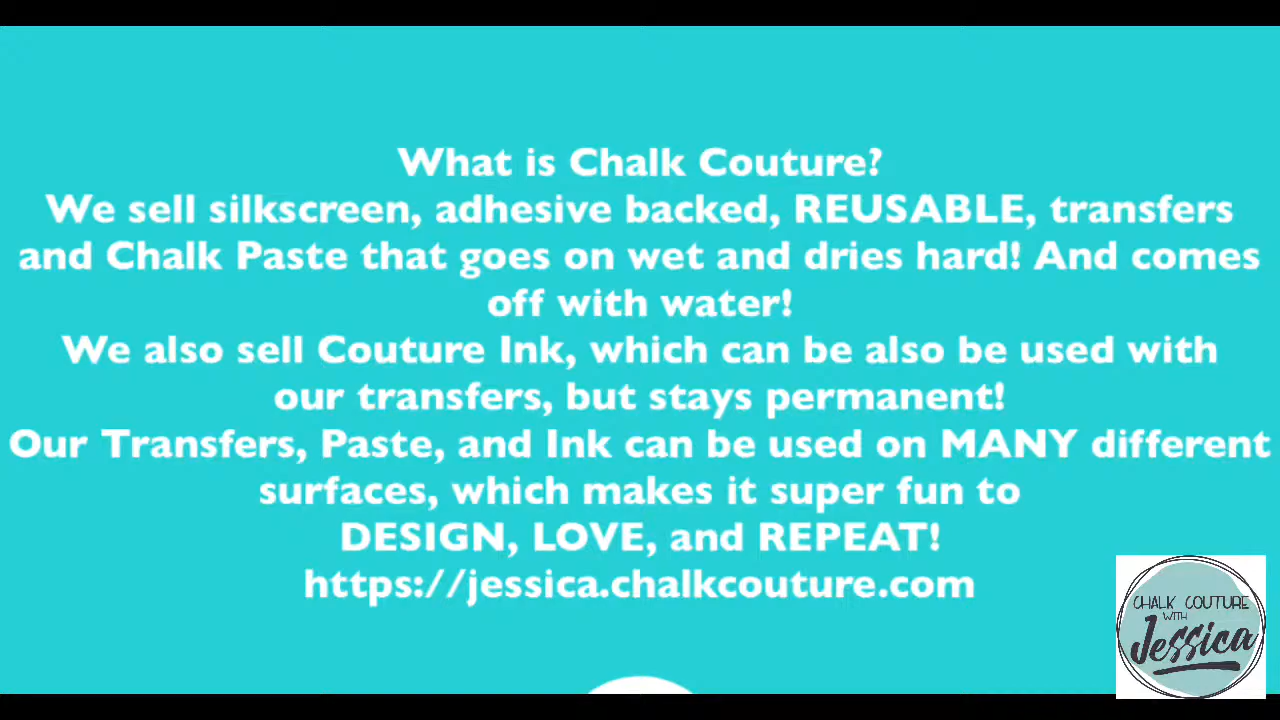 What is Chalk Couture?
We sell silkscreen, adhesive backed, REUSABLE, transfers
and Chalk Paste that goes on wet and dries hard! And comes
off with water!
We also sell Couture Ink, which can be also be used with
our transfers, but stays permanent!
Our Transfers, Paste, and Ink can be used on MANY different
surfaces, which makes it super fun to
DESIGN, LOVE, and REPEAT!
https://jessica.chalkcouture.com
CHALK COUTURE
WITH
Jessica